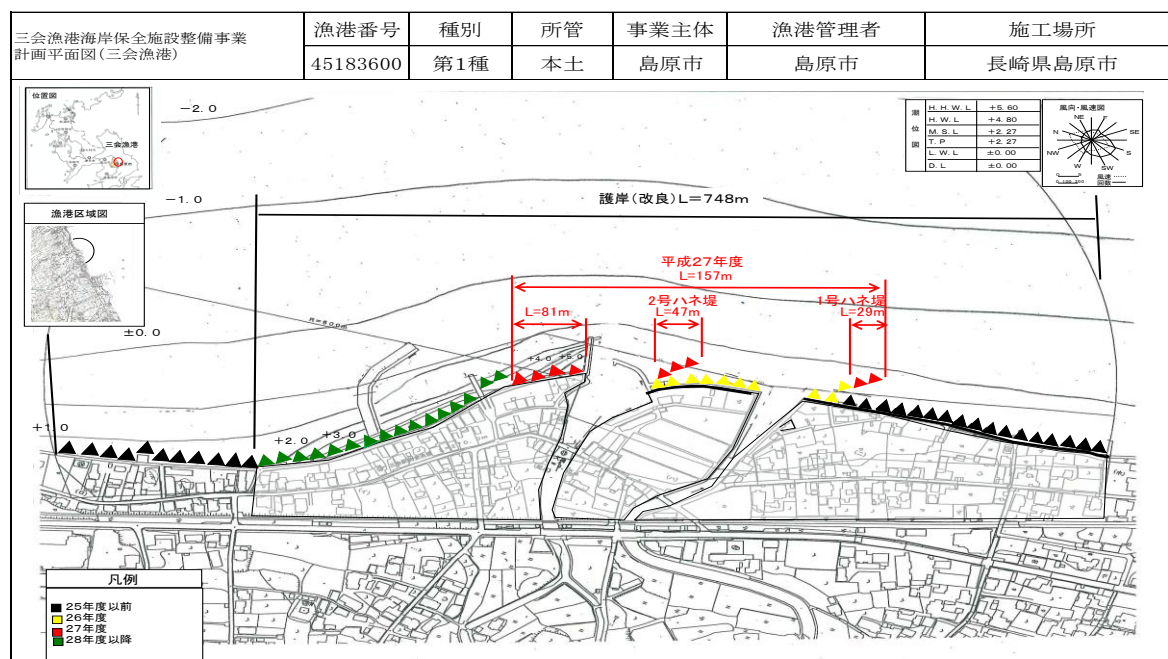 三会漁港海岸保全施設整備事業
計画平面図(三会漁港)
漁港番号 種別 所管 事業主体 漁港管理者 施工場所
45183600 第1種 本土 島原市 島原市 長崎県島原市
位置図
三会漁港
漁港区域図
-2.0
-1.0
±0.0
+1.0
+2.0
+3.0
+4.0
+5.0
潮位図
H.H.W.L +5.60
H.W.L +4.80
M.S.L +2.27
T.P +2.27
L.W.L ±0.00
D.L ±0.00
風向・風速図
NE
E
N
SE
NW
S
W
SW
風速
回数
護岸(改良)L=748m
平成27年度
L=157m
L=81m
2号ハネ堤
L=47m
1号ハネ堤
L=29m
凡例
25年度以前
26年度
27年度
28年度以降